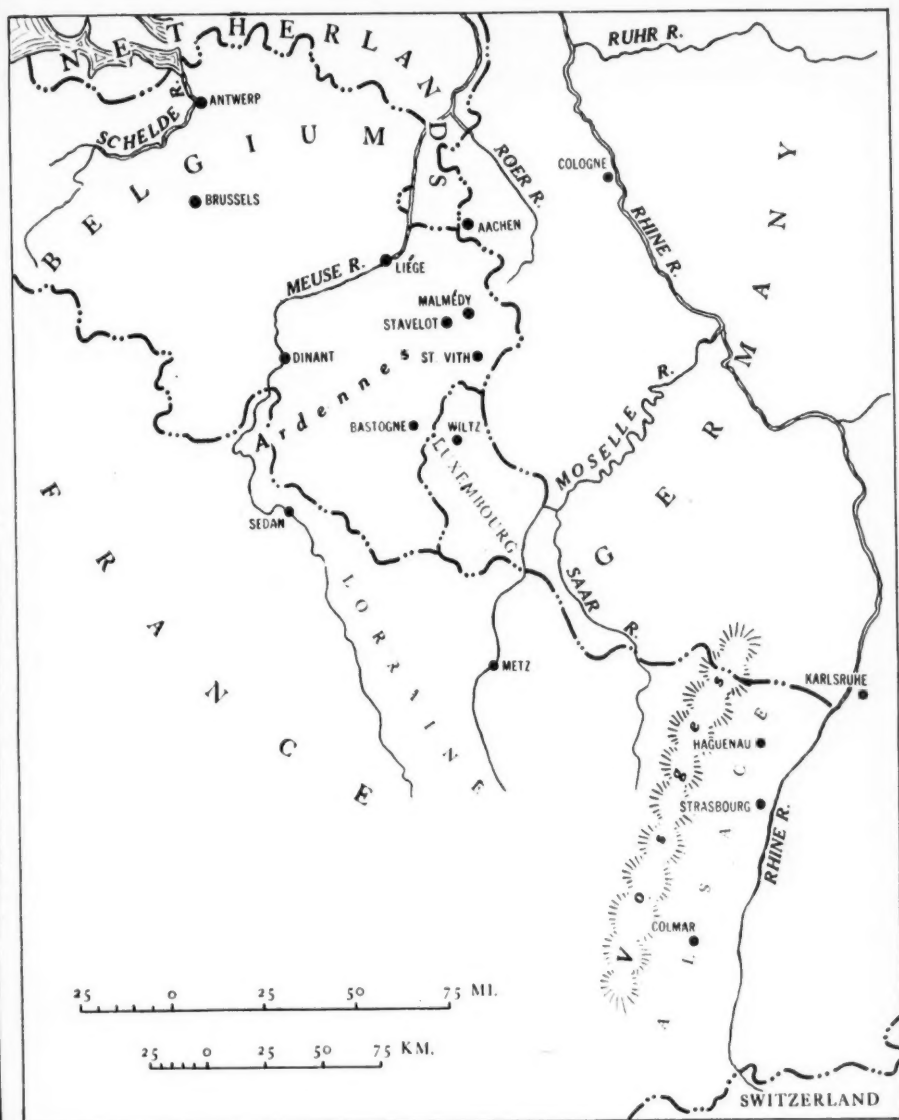 NETHERLANDS
RUHR R.
ANTWERP
SCHELDE R.
BELGIUM
ROER R.
COLOGNE
BRUSSELS
RHINE R.
AACHEN
LIÉGE
MEUSE R.
MALMÉDY
STAVELOT
DINANT
ST. VITH
Ardennes
GERMANY
BASTOGNE
WILTZ
MOSELLE R.
LUXEMBOURG
SEDAN
FRANCE
LORRAINE
SAAR R.
METZ
KARLSRUHE
Vosges
HAGUENAU
STRASBOURG
ALSACE
RHINE R.
COLMAR
25 0 25 50 75 MI.
25 0 25 50 75 KM.
SWITZERLAND